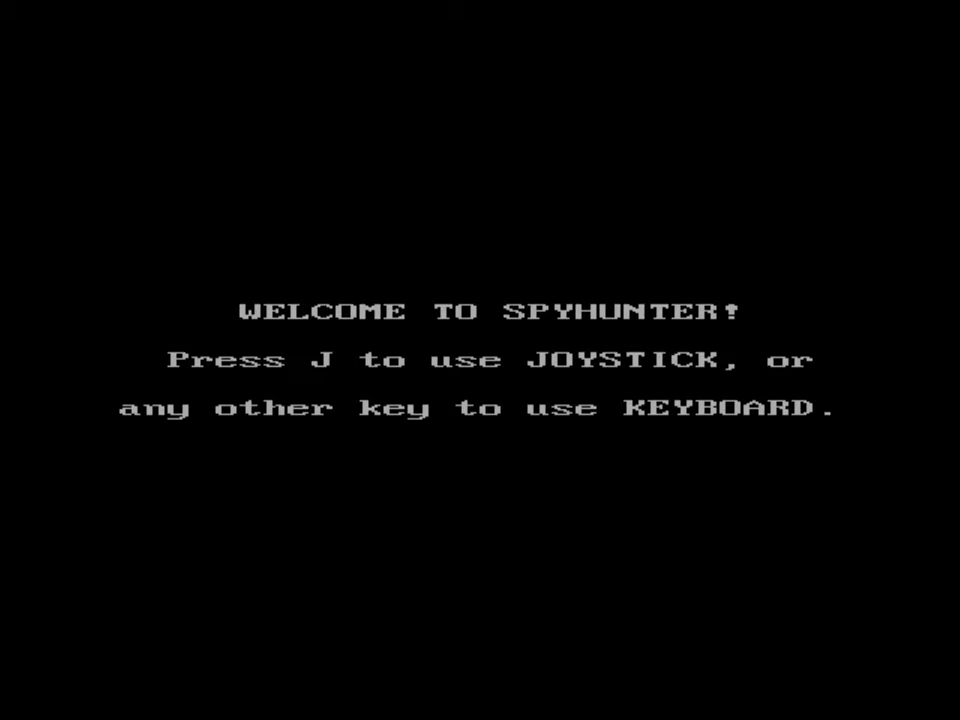 WELCOME TO SPYHUNTER!
Press J to use JOYSTICK, or
any other key to use KEYBOARD.